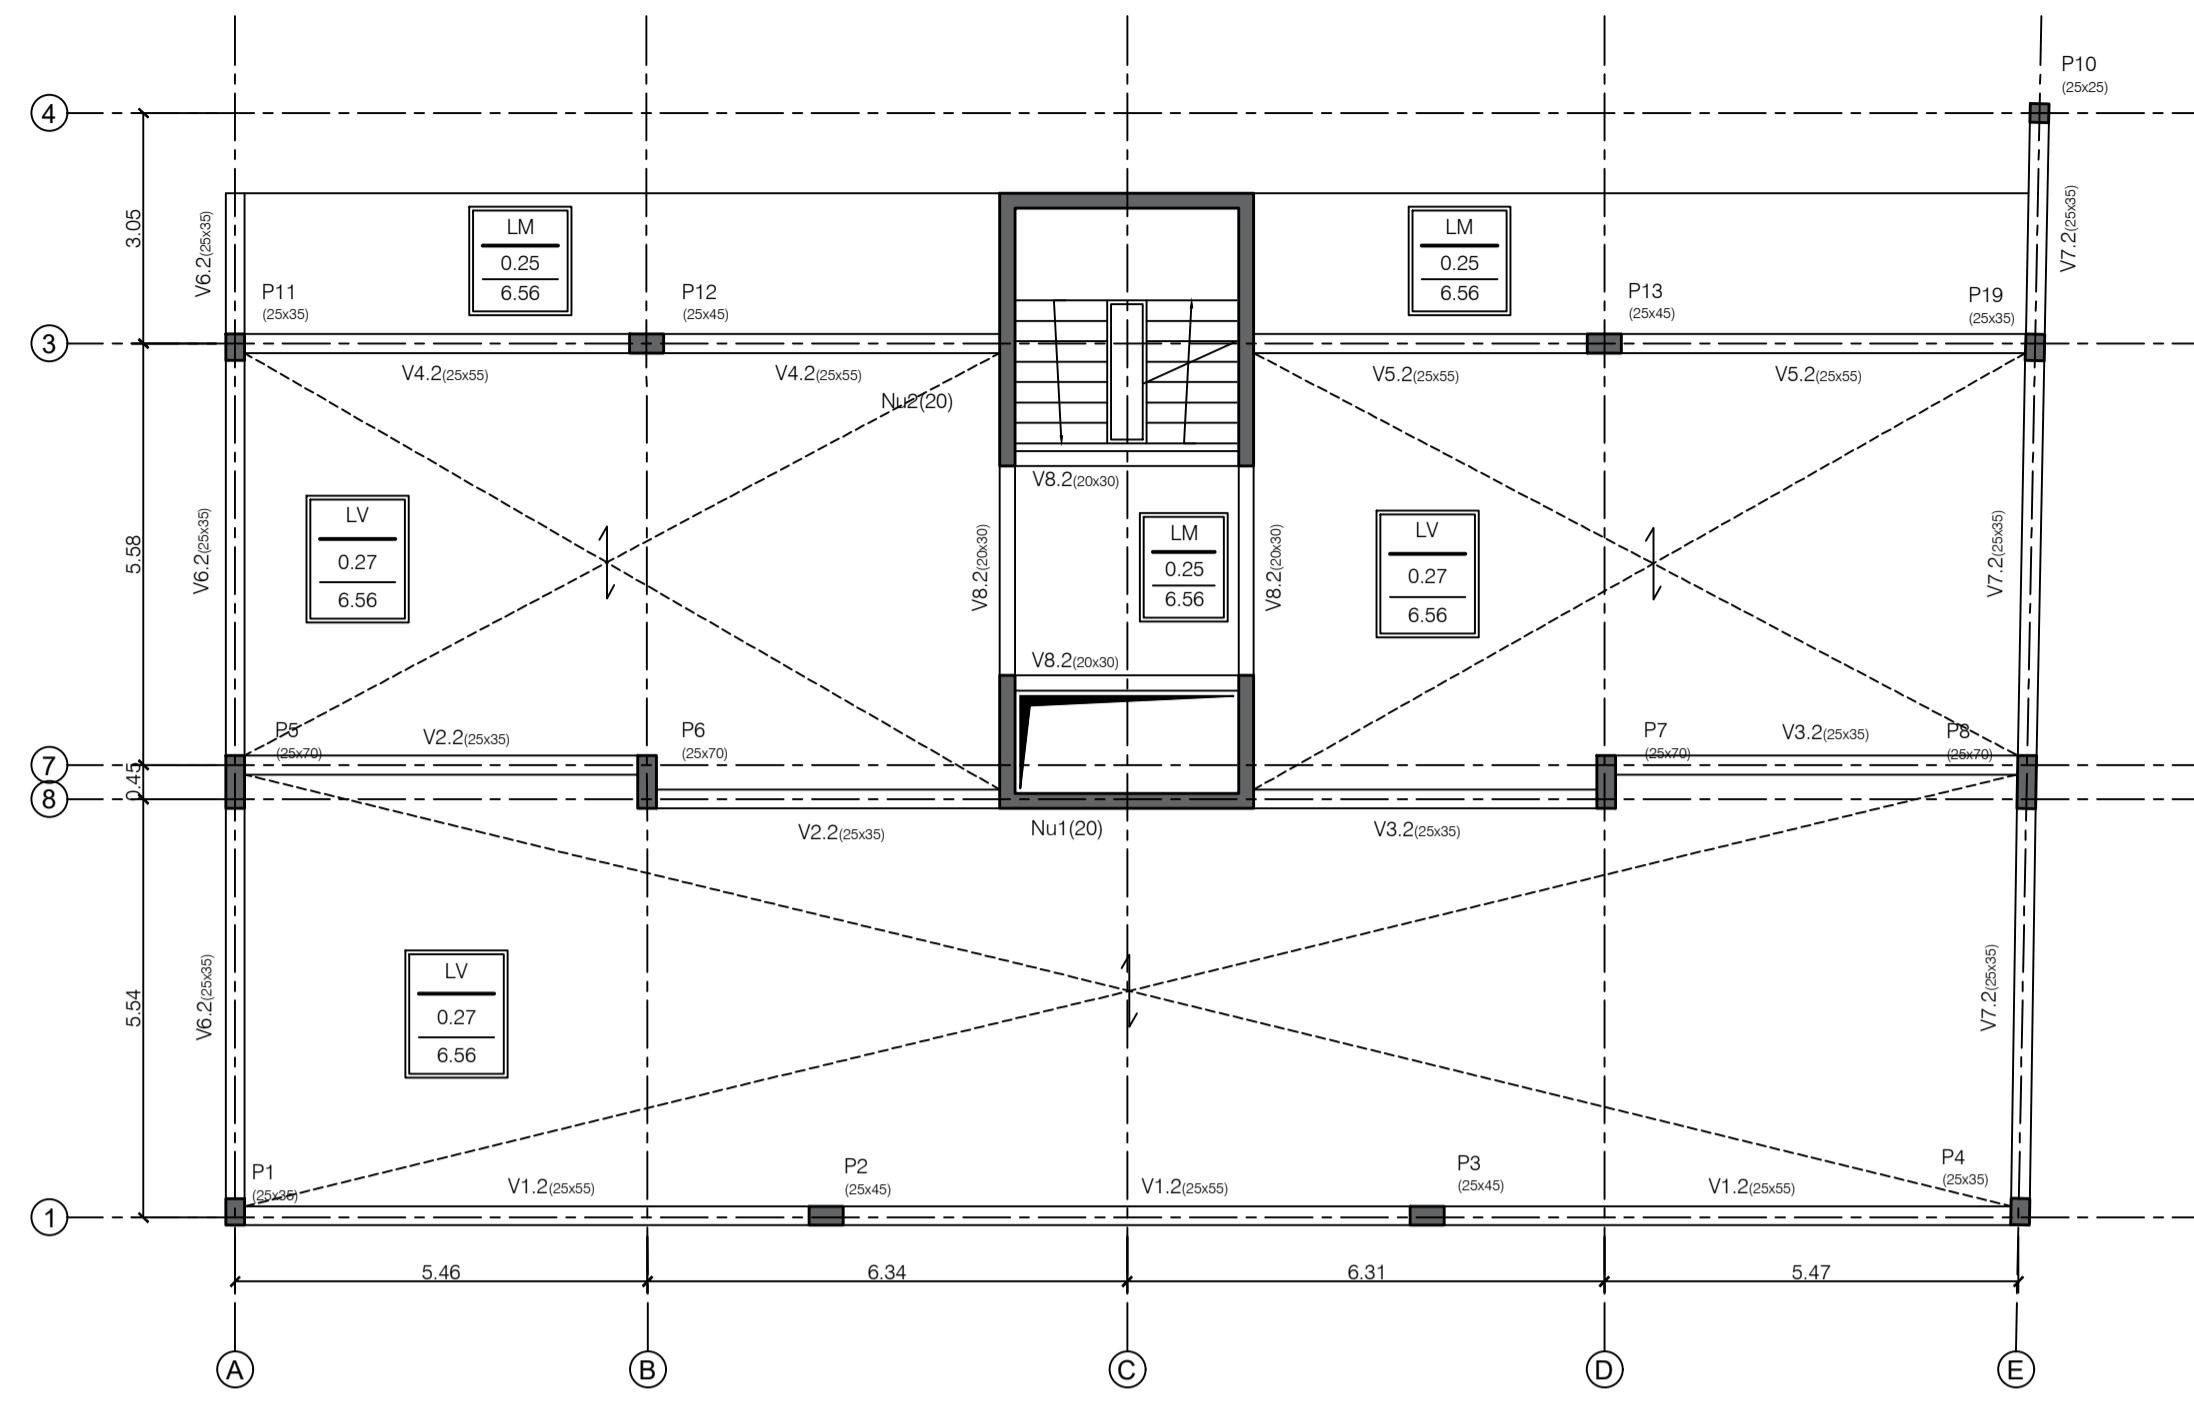 P10
(25x25)
4
3.05
V6.2(25x35)
LM
0.25
6.56
LM
0.25
6.56
V7.2(25x35)
P11
(25x35)
P12
(25x45)
P13
(25x45)
P19
(25x35)
3
V4.2(25x55)
V4.2(25x55)
V5.2(25x55)
V5.2(25x55)
Nu2(20)
V8.2(20x30)
5.58
V6.2(25x35)
LV
0.27
6.56
V8.2(20x30)
LM
0.25
6.56
V8.2(20x30)
LV
0.27
6.56
V7.2(25x35)
V8.2(20x30)
P5
(25x70)
V2.2(25x35)
P6
(25x70)
P7
(25x70)
V3.2(25x35)
P8
(25x70)
7
0.45
8
V2.2(25x35)
Nu1(20)
V3.2(25x35)
5.54
V6.2(25x35)
LV
0.27
6.56
V7.2(25x35)
P1
(25x35)
V1.2(25x55)
P2
(25x45)
V1.2(25x55)
P3
(25x45)
V1.2(25x55)
P4
(25x35)
1
5.46
6.34
6.31
5.47
A
B
C
D
E